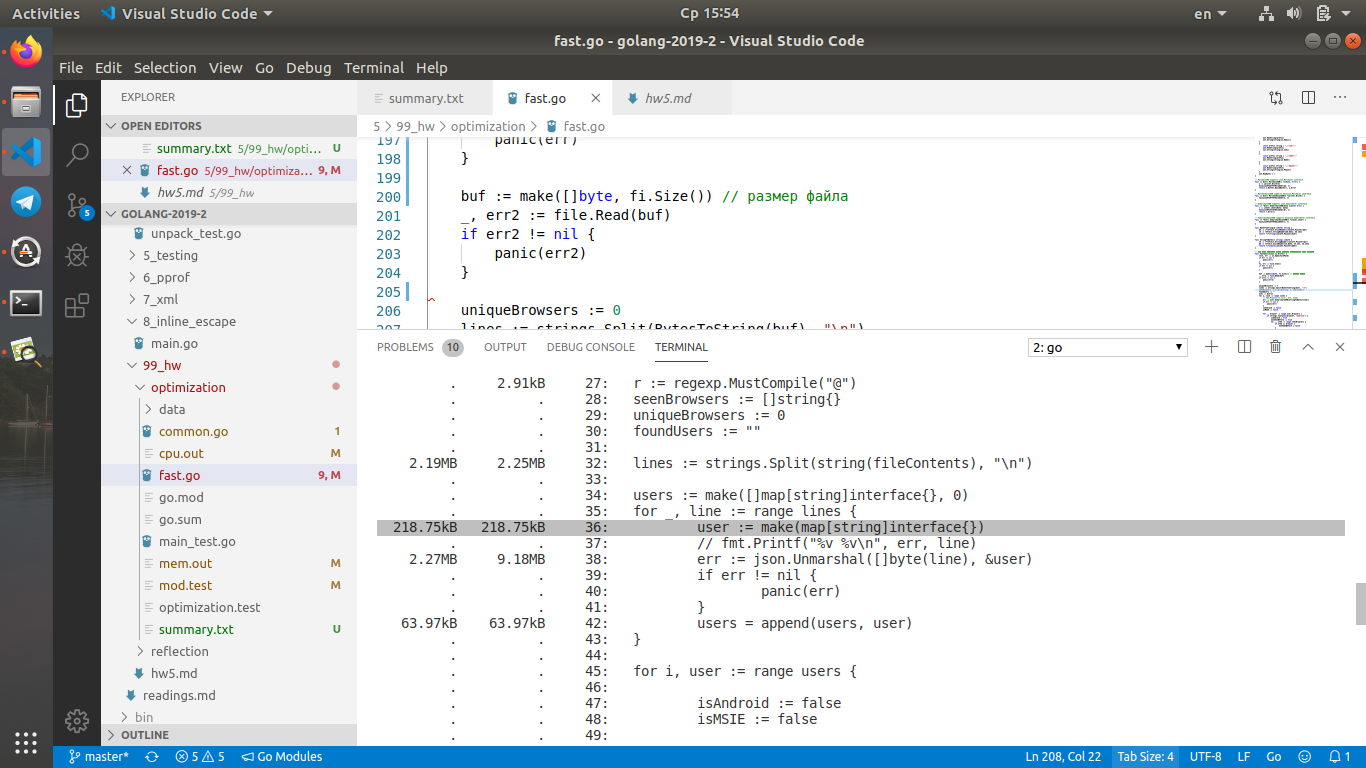 Activities Visual Studio Code Ср 15:54 en
fast.go - golang-2019-2 - Visual Studio Code
File Edit Selection View Go Debug Terminal Help
EXPLORER
OPEN EDITORS
summary.txt 5/99_hw/opti... U
fast.go 5/99_hw/optimiza... 9, M
hw5.md 5/99_hw
GOLANG-2019-2
unpack_test.go
5_testing
6_pprof
7_xml
8_inline_escape
main.go
99_hw
optimization
data
common.go 1
cpu.out M
fast.go 9, M
go.mod
go.sum
main_test.go
mem.out M
mod.test M
optimization.test
summary.txt U
reflection
hw5.md
readings.md
bin
OUTLINE
5
summary.txt fast.go hw5.md
5 99_hw optimization fast.go
197 panic(err)
198 }
199
200 buf := make([]byte, fi.Size()) // размер файла
201 _, err2 := file.Read(buf)
202 if err2 != nil {
203 panic(err2)
204 }
205
206 uniqueBrowsers := 0
207 lines := strings.Split(BytesToString(buf), "\n")
PROBLEMS 10 OUTPUT DEBUG CONSOLE TERMINAL 2: go
. 2.91kB 27: r := regexp.MustCompile("@")
. . 28: seenBrowsers := []string{}
. . 29: uniqueBrowsers := 0
. . 30: foundUsers := ""
. . 31:
2.19MB 2.25MB 32: lines := strings.Split(string(fileContents), "\n")
. . 33:
. . 34: users := make([]map[string]interface{}, 0)
. . 35: for _, line := range lines {
218.75kB 218.75kB 36: user := make(map[string]interface{})
. . 37: // fmt.Printf("%v %v\n", err, line)
2.27MB 9.18MB 38: err := json.Unmarshal([]byte(line), &user)
. . 39: if err != nil {
. . 40: panic(err)
. . 41: }
63.97kB 63.97kB 42: users = append(users, user)
. . 43: }
. . 44:
. . 45: for i, user := range users {
. . 46:
. . 47: isAndroid := false
. . 48: isMSIE := false
. . 49:
master* 5 5 Go Modules Ln 208, Col 22 Tab Size: 4 UTF-8 LF Go 1